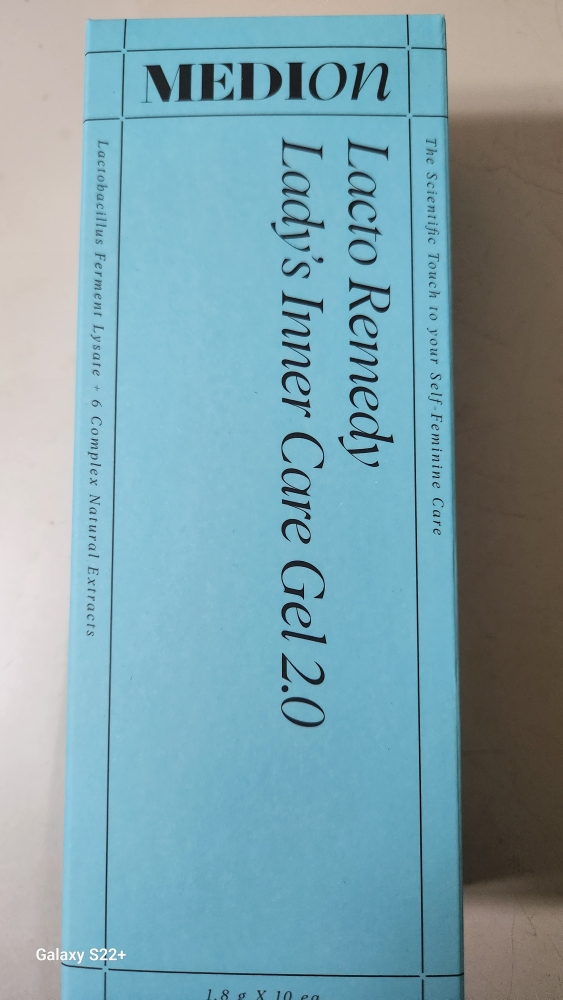 MEDION
The Scientific Touch to your Self-Feminine Care
Lacto Remedy
Lady's Inner Care Gel 2.0
Lactobacillus Ferment Lysate + 6 Complex Natural Extracts
1.8 g X 10 ea
Galaxy S22+